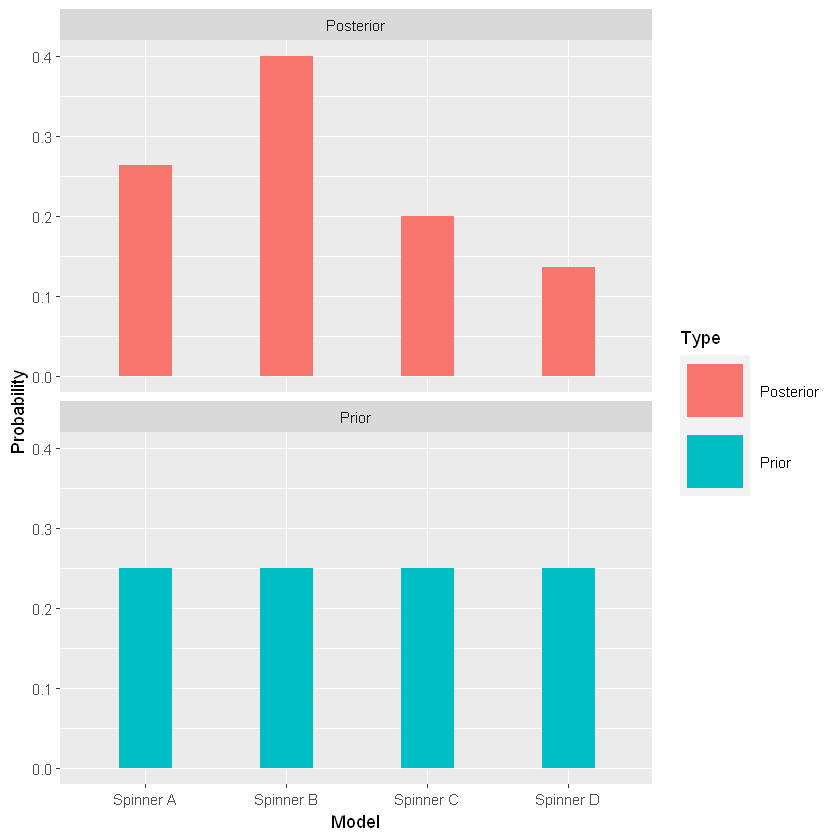 Posterior
0.4
0.3
0.2
0.1
0.0
Probability
Prior
0.4
0.3
0.2
0.1
0.0
Spinner A Spinner B Spinner C Spinner D
Model
Type
Posterior
Prior